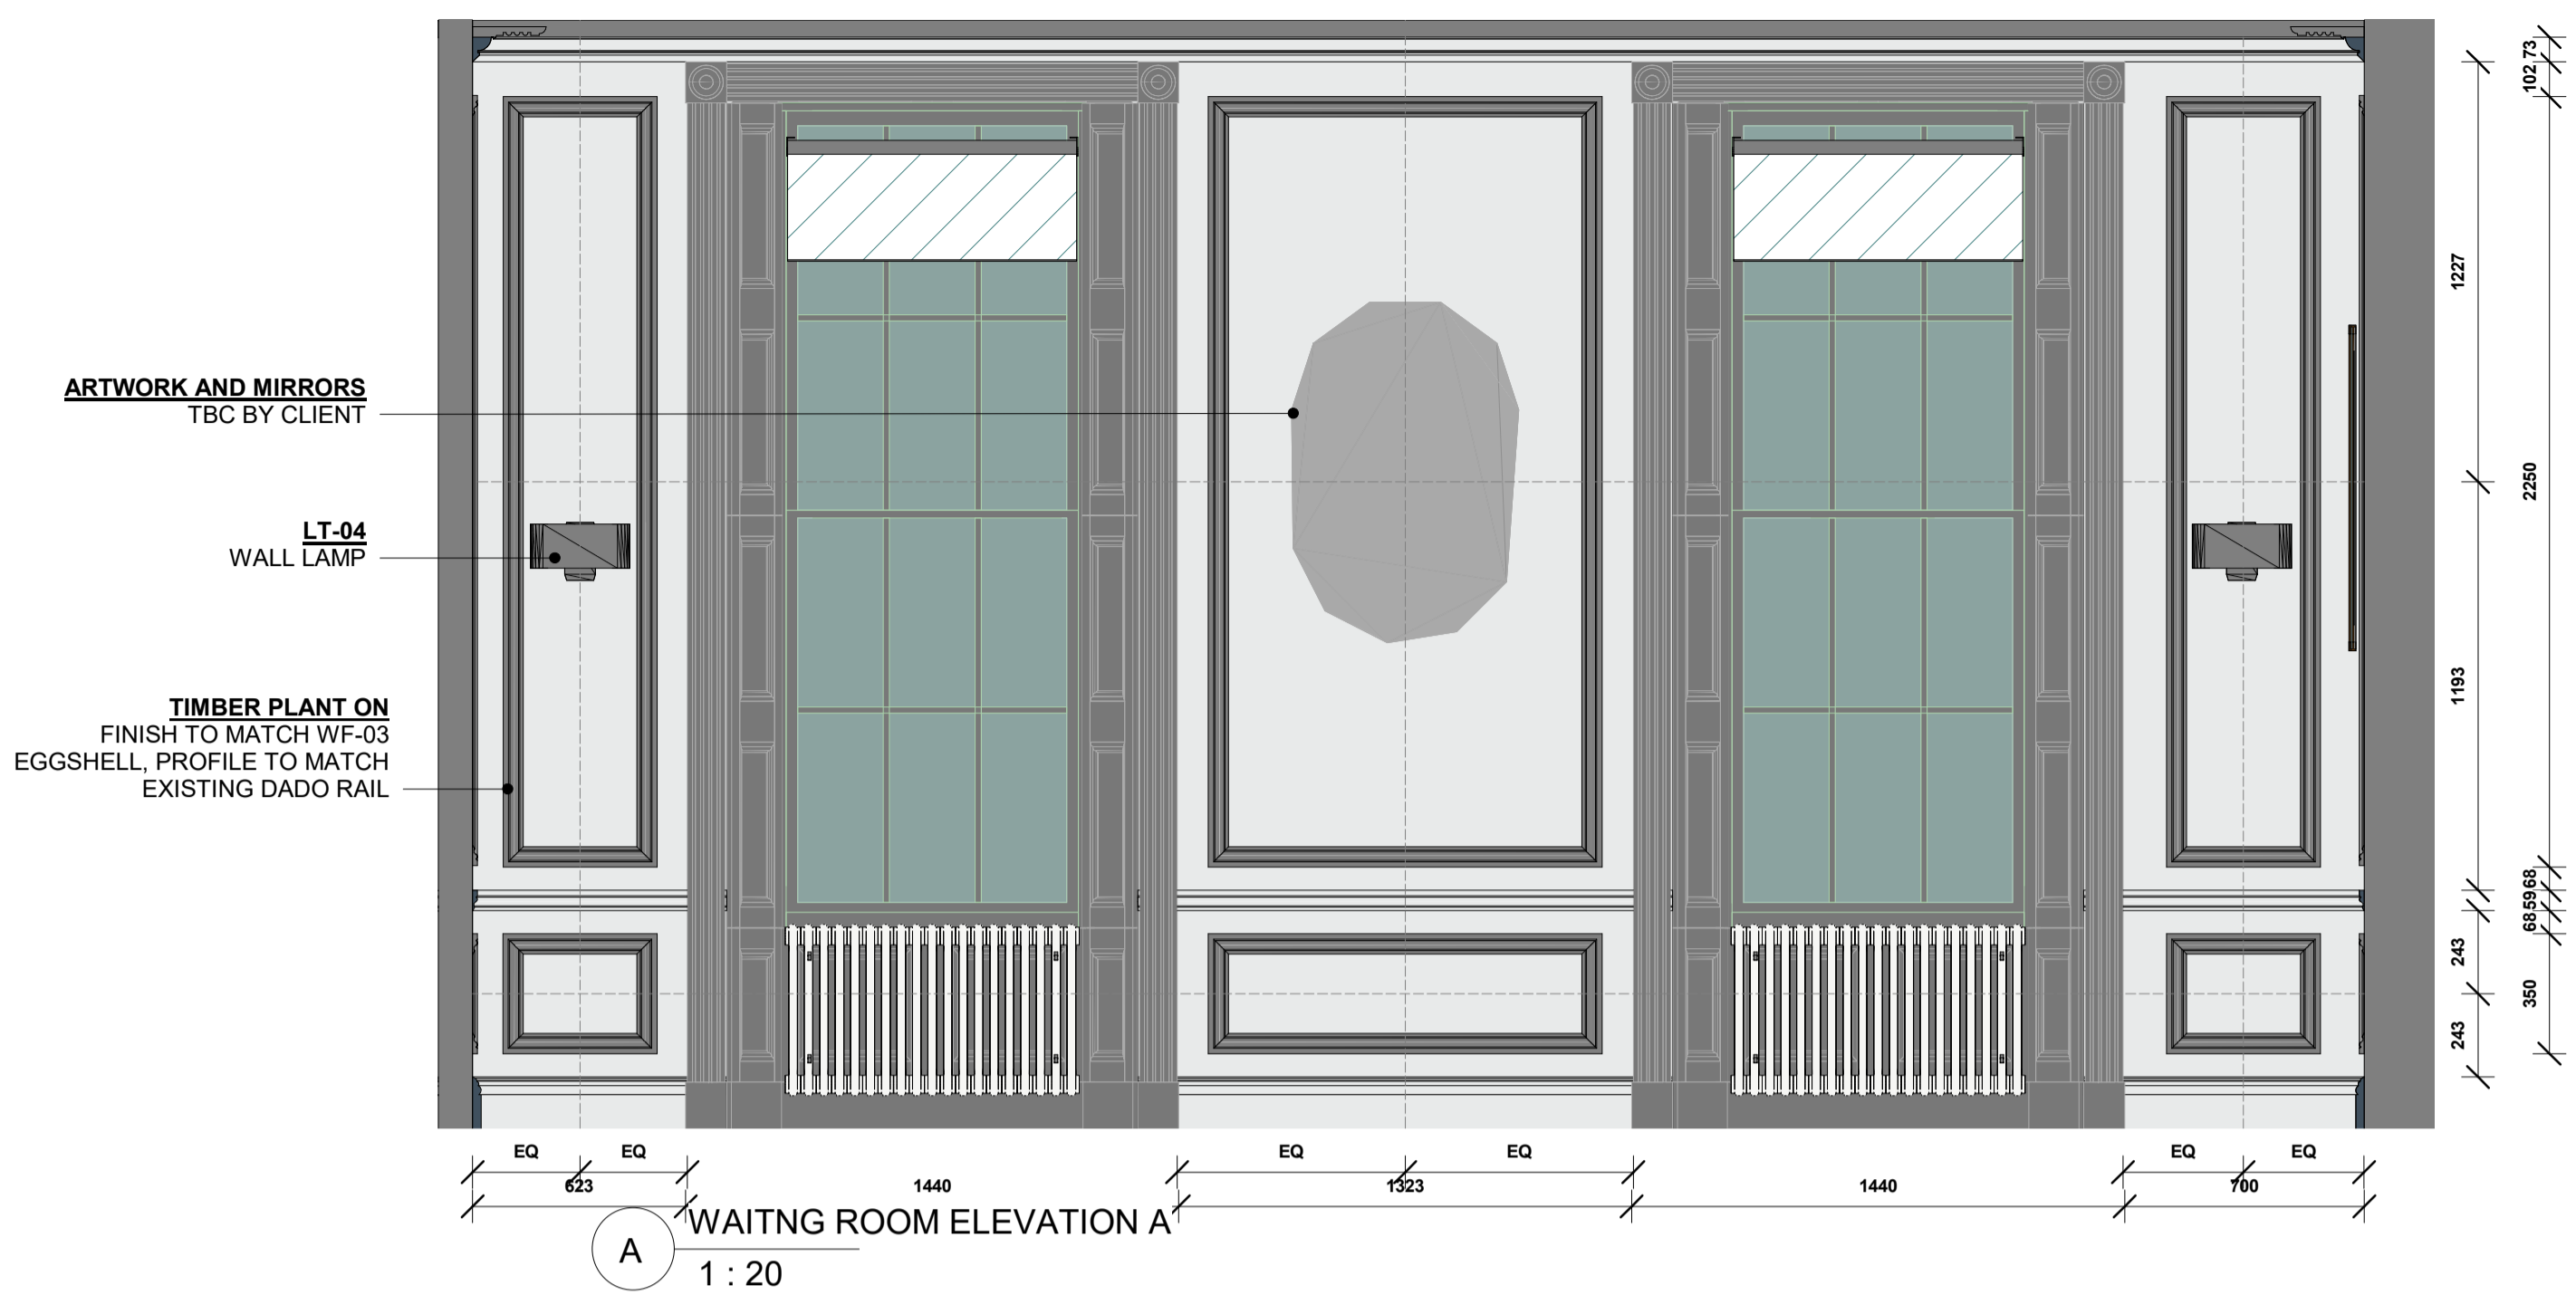 ARTWORK AND MIRRORS
TBC BY CLIENT
LT-04
WALL LAMP
TIMBER PLANT ON
FINISH TO MATCH WF-03
EGGSHELL, PROFILE TO MATCH
EXISTING DADO RAIL
73
102
1227
2250
1193
68
59
68
243
350
243
EQ EQ EQ EQ EQ EQ
623 1440 1323 1440 700
A WAITNG ROOM ELEVATION A
1 : 20